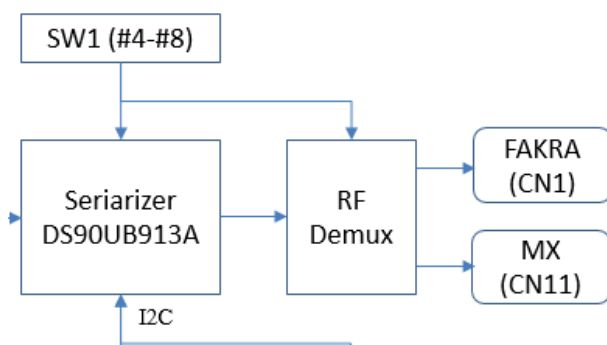 SW1 (#4-#8)
Seriarizer
DS90UB913A
RF
Demux
FAKRA
(CN1)
MX
(CN11)
I2C